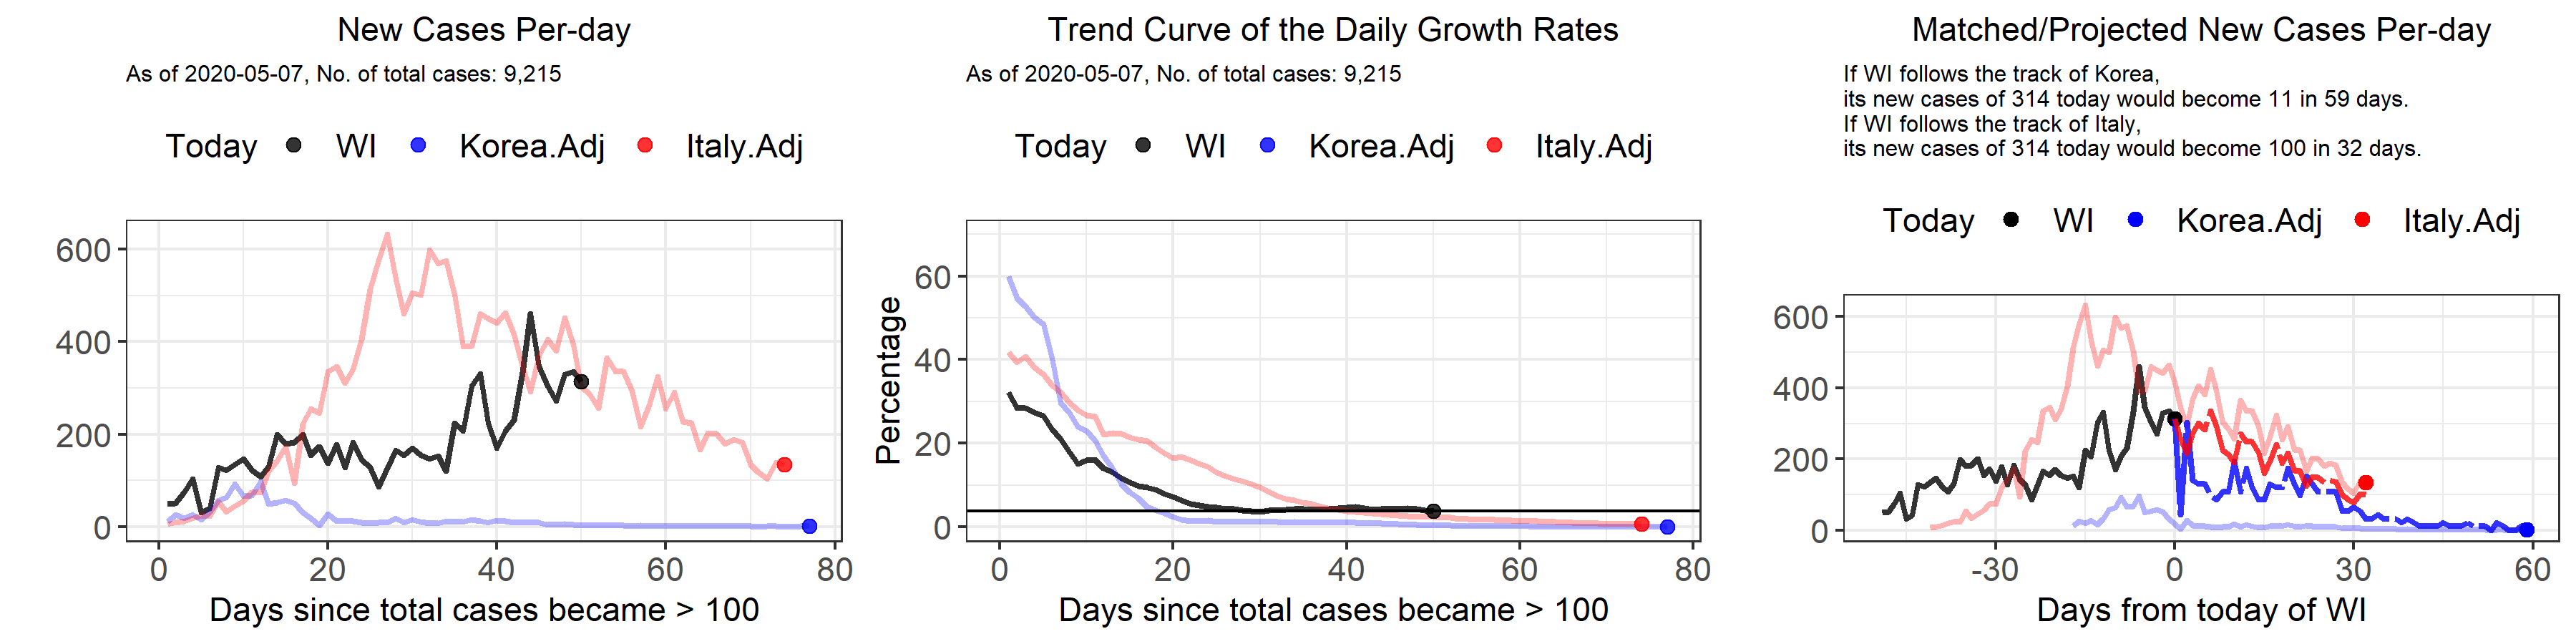 New Cases Per-day
As of 2020-05-07, No. of total cases: 9,215
Today WI Korea.Adj Italy.Adj
600
400
200
0
0 20 40 60 80
Days since total cases became > 100
Trend Curve of the Daily Growth Rates
As of 2020-05-07, No. of total cases: 9,215
Today WI Korea.Adj Italy.Adj
Percentage
60
40
20
0
0 20 40 60 80
Days since total cases became > 100
Matched/Projected New Cases Per-day
If WI follows the track of Korea,
its new cases of 314 today would become 11 in 59 days.
If WI follows the track of Italy,
its new cases of 314 today would become 100 in 32 days.
Today WI Korea.Adj Italy.Adj
600
400
200
0
-30 0 30 60
Days from today of WI